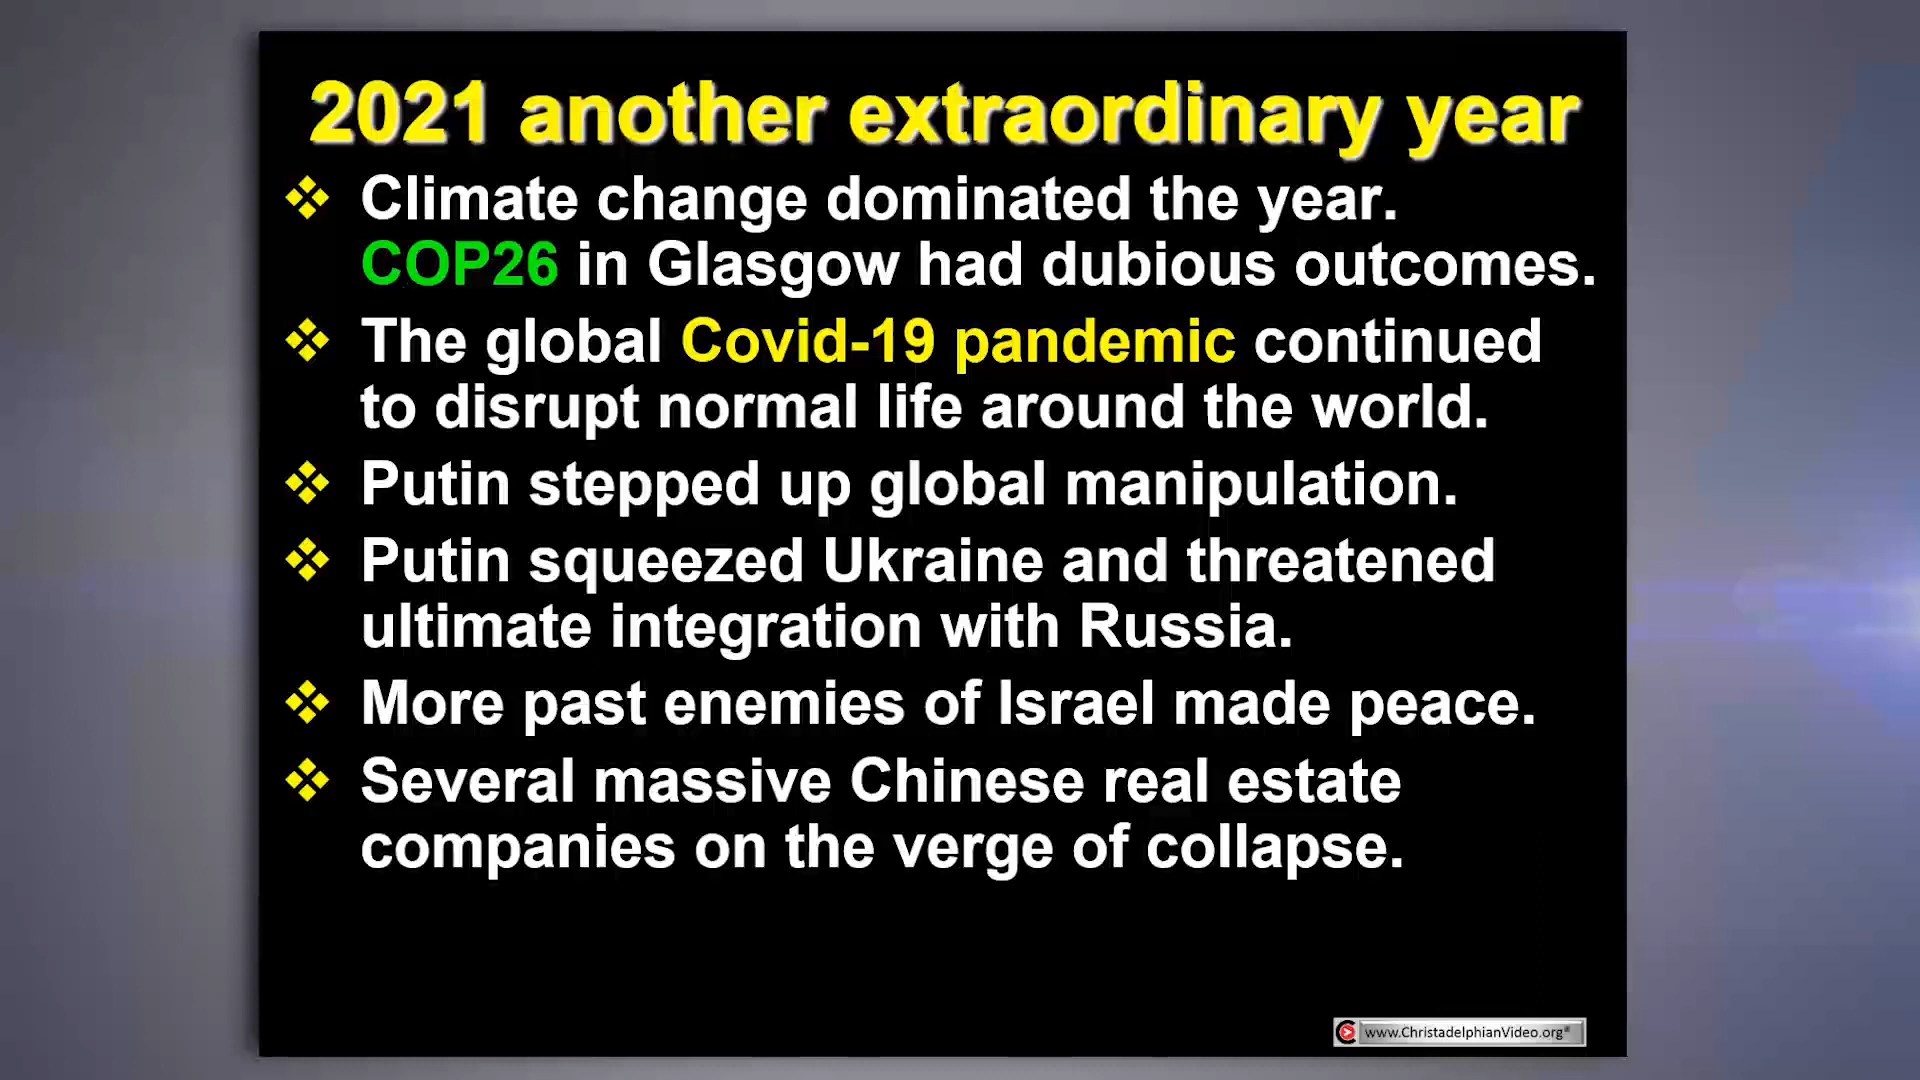 2021 another extraordinary year
Climate change dominated the year.
COP26 in Glasgow had dubious outcomes.
The global Covid-19 pandemic continued
to disrupt normal life around the world.
Putin stepped up global manipulation.
Putin squeezed Ukraine and threatened
ultimate integration with Russia.
More past enemies of Israel made peace.
Several massive Chinese real estate
companies on the verge of collapse.
www.ChristadelphianVideo.org®